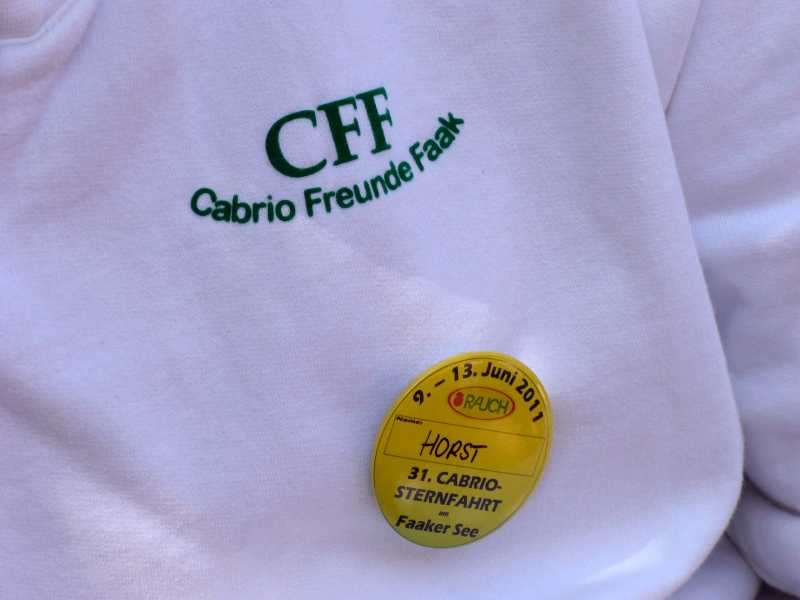 CFF
Cabrio Freunde Faak
9. – 13. Juni 2011
RAUCH
Name:
HORST
31. CABRIO-
STERNFAHRT
am
Faaker See